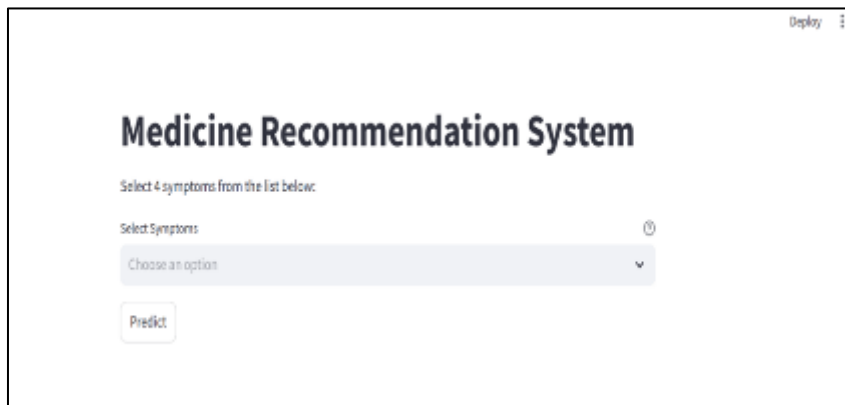 Deploy
Medicine Recommendation System
Select 4 symptoms from the list below:
Select Symptoms
Choose an option
Predict